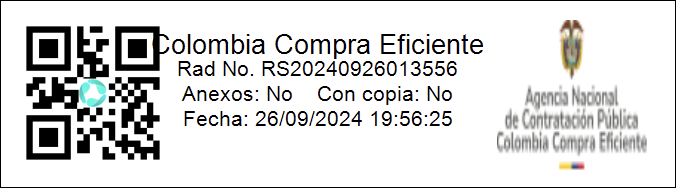 Colombia Compra Eficiente
Rad No. RS20240926013556
Anexos: No Con copia: No
Fecha: 26/09/2024 19:56:25
Agencia Nacional
de Contratación Pública
Colombia Compra Eficiente